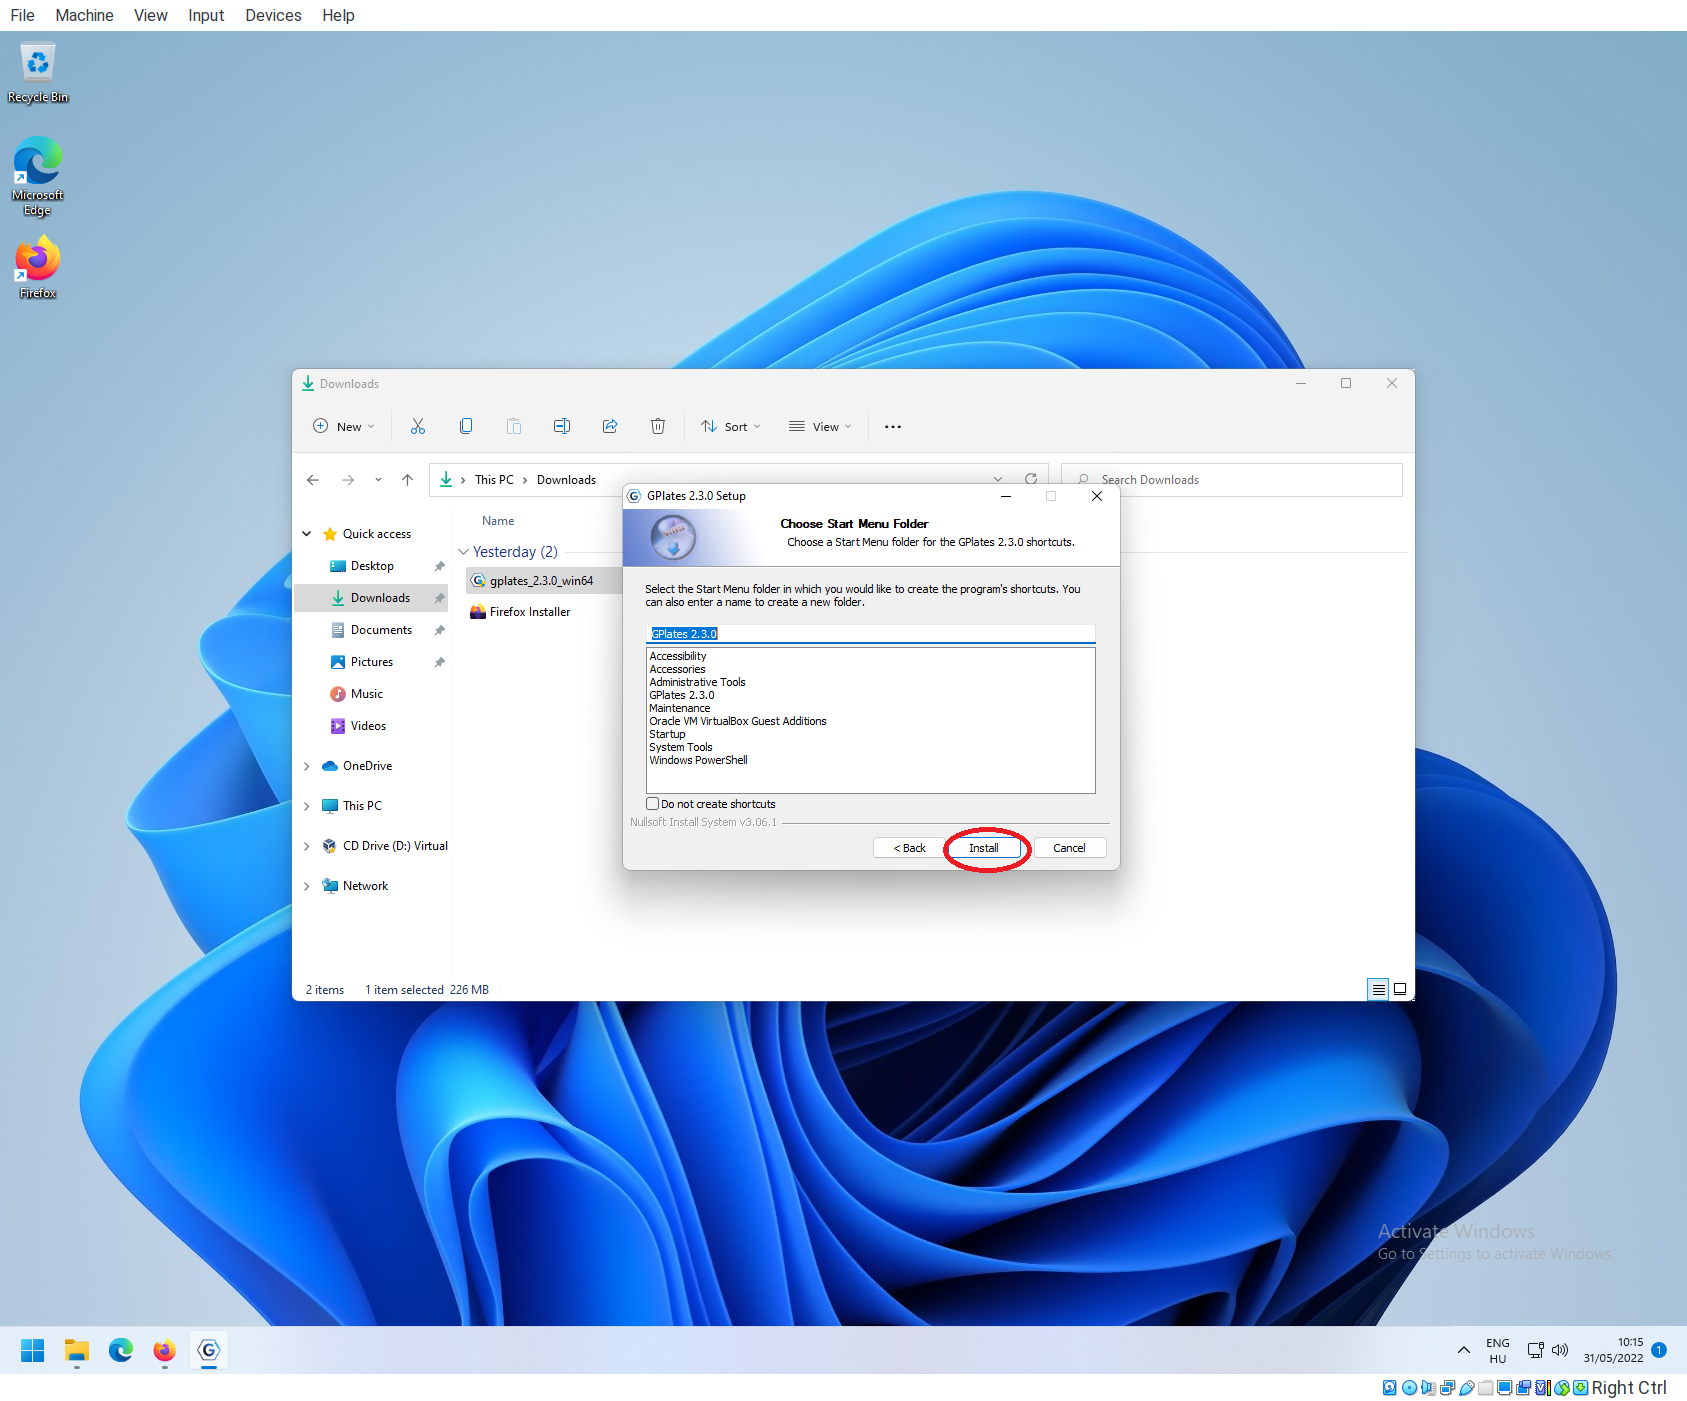 File Machine View Input Devices Help
Recycle Bin
Microsoft
Edge
Firefox
Downloads
New
Sort
View
This PC
Downloads
Search Downloads
Quick access
Desktop
Downloads
Documents
Pictures
Music
Videos
OneDrive
This PC
CD Drive (D:) Virtual
Network
Name
Yesterday (2)
gplates_2.3.0_win64
Firefox Installer
2 items 1 item selected 226 MB
GPlates 2.3.0 Setup
Choose Start Menu Folder
Choose a Start Menu folder for the GPlates 2.3.0 shortcuts.
Select the Start Menu folder in which you would like to create the program's shortcuts. You
can also enter a name to create a new folder.
GPlates 2.3.0
Accessibility
Accessories
Administrative Tools
GPlates 2.3.0
Maintenance
Oracle VM VirtualBox Guest Additions
Startup
System Tools
Windows PowerShell
Do not create shortcuts
Nullsoft Install System v3.06.1
< Back Install Cancel
Activate Windows
Go to Settings to activate Windows.
ENG
HU
10:15
31/05/2022
1
Right Ctrl